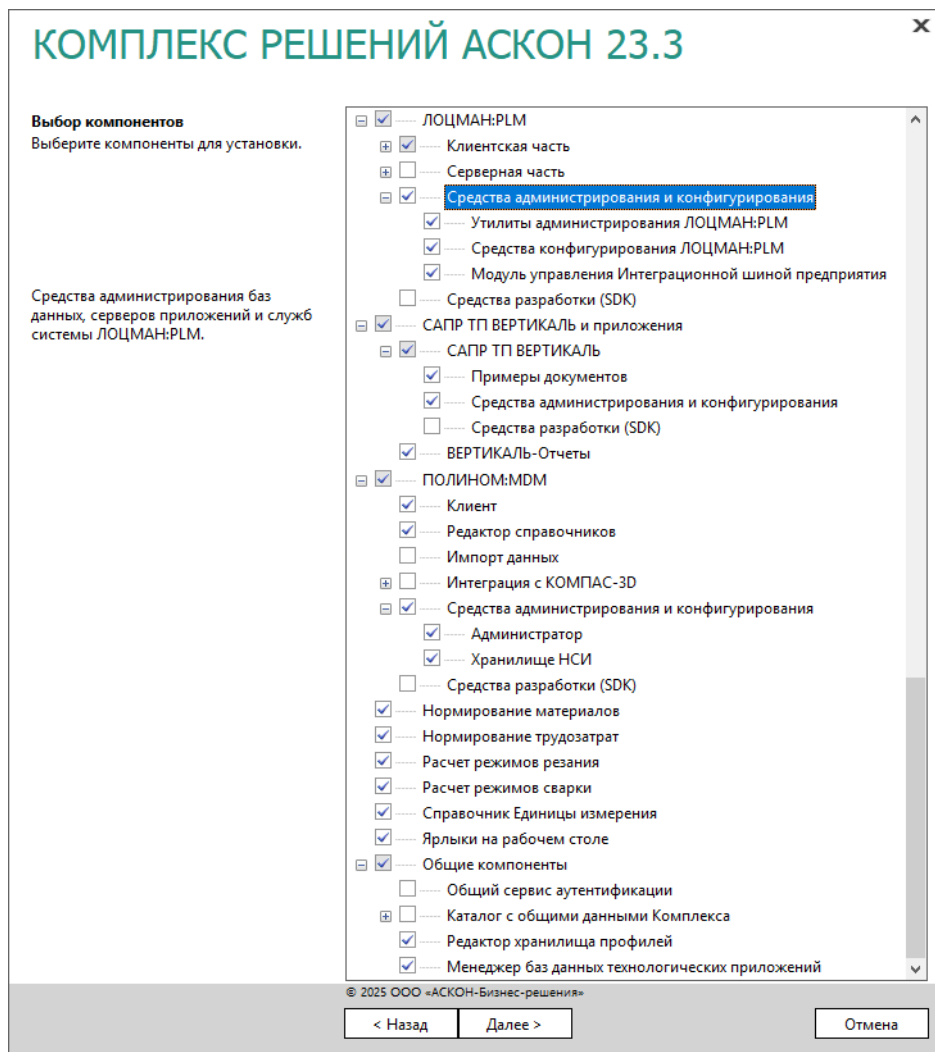 КОМПЛЕКС РЕШЕНИЙ АСКОН 23.3
Выбор компонентов
Выберите компоненты для установки.
Средства администрирования баз
данных, серверов приложений и служб
системы ЛОЦМАН:PLM.
ЛОЦМАН:PLM
Клиентская часть
Серверная часть
Средства администрирования и конфигурирования
Утилиты администрирования ЛОЦМАН:PLM
Средства конфигурирования ЛОЦМАН:PLM
Модуль управления Интеграционной шиной предприятия
Средства разработки (SDK)
САПР ТП ВЕРТИКАЛЬ и приложения
САПР ТП ВЕРТИКАЛЬ
Примеры документов
Средства администрирования и конфигурирования
Средства разработки (SDK)
ВЕРТИКАЛЬ-Отчеты
ПОЛИНОМ:MDM
Клиент
Редактор справочников
Импорт данных
Интеграция с КОМПАС-3D
Средства администрирования и конфигурирования
Администратор
Хранилище НСИ
Средства разработки (SDK)
Нормирование материалов
Нормирование трудозатрат
Расчет режимов резания
Расчет режимов сварки
Справочник Единицы измерения
Ярлыки на рабочем столе
Общие компоненты
Общий сервис аутентификации
Каталог с общими данными Комплекса
Редактор хранилища профилей
Менеджер баз данных технологических приложений
© 2025 ООО «АСКОН-Бизнес-решения»
< Назад
Далее >
Отмена